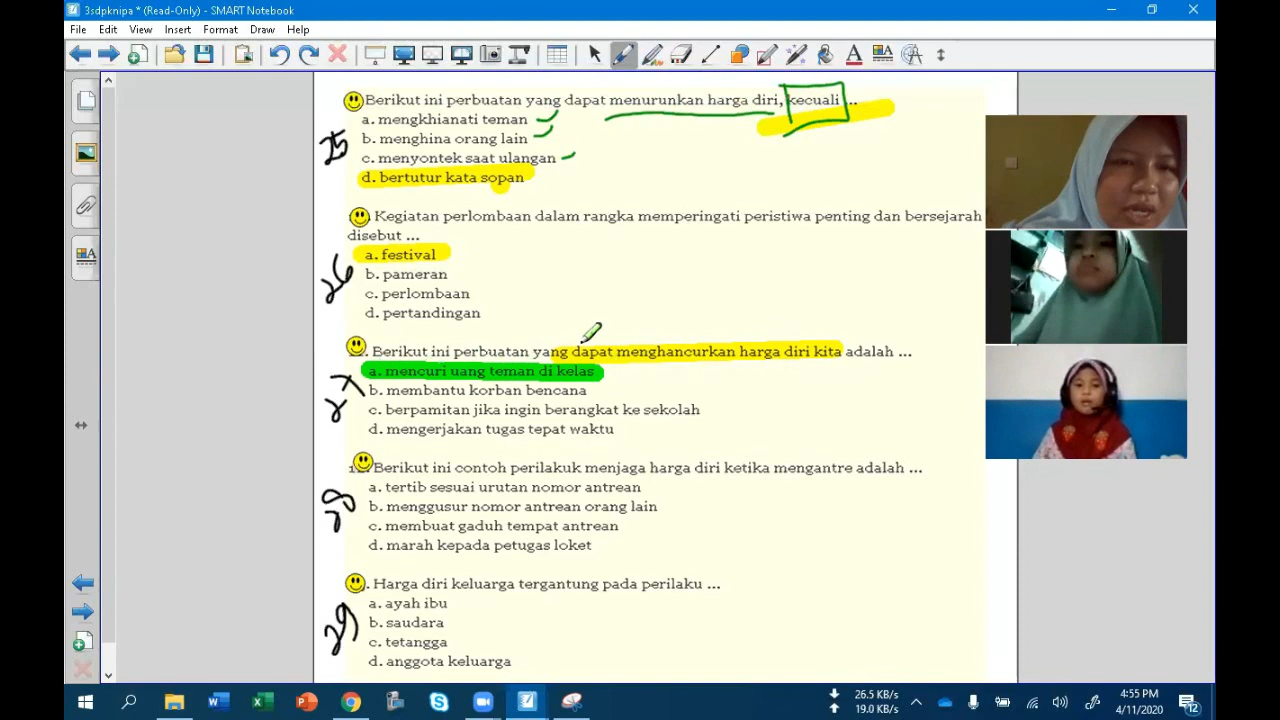 3sdpknipa * (Read-Only) - SMART Notebook
File Edit View Insert Format Draw Help
Berikut ini perbuatan yang dapat menurunkan harga diri, kecuali ...
a. mengkhianati teman
b. menghina orang lain
25
c. menyontek saat ulangan
d. bertutur kata sopan
Kegiatan perlombaan dalam rangka memperingati peristiwa penting dan bersejarah
disebut ...
a. festival
26
b. pameran
c. perlombaan
d. pertandingan
Berikut ini perbuatan yang dapat menghancurkan harga diri kita adalah ...
a. mencuri uang teman di kelas
27
b. membantu korban bencana
c. berpamitan jika ingin berangkat ke sekolah
d. mengerjakan tugas tepat waktu
Berikut ini contoh perilakuk menjaga harga diri ketika mengantre adalah ...
a. tertib sesuai urutan nomor antrean
28
b. menggusur nomor antrean orang lain
c. membuat gaduh tempat antrean
d. marah kepada petugas loket
Harga diri keluarga tergantung pada perilaku ...
a. ayah ibu
29
b. saudara
c. tetangga
d. anggota keluarga
26.5 KB/s
19.0 KB/s
4:55 PM
4/11/2020
12